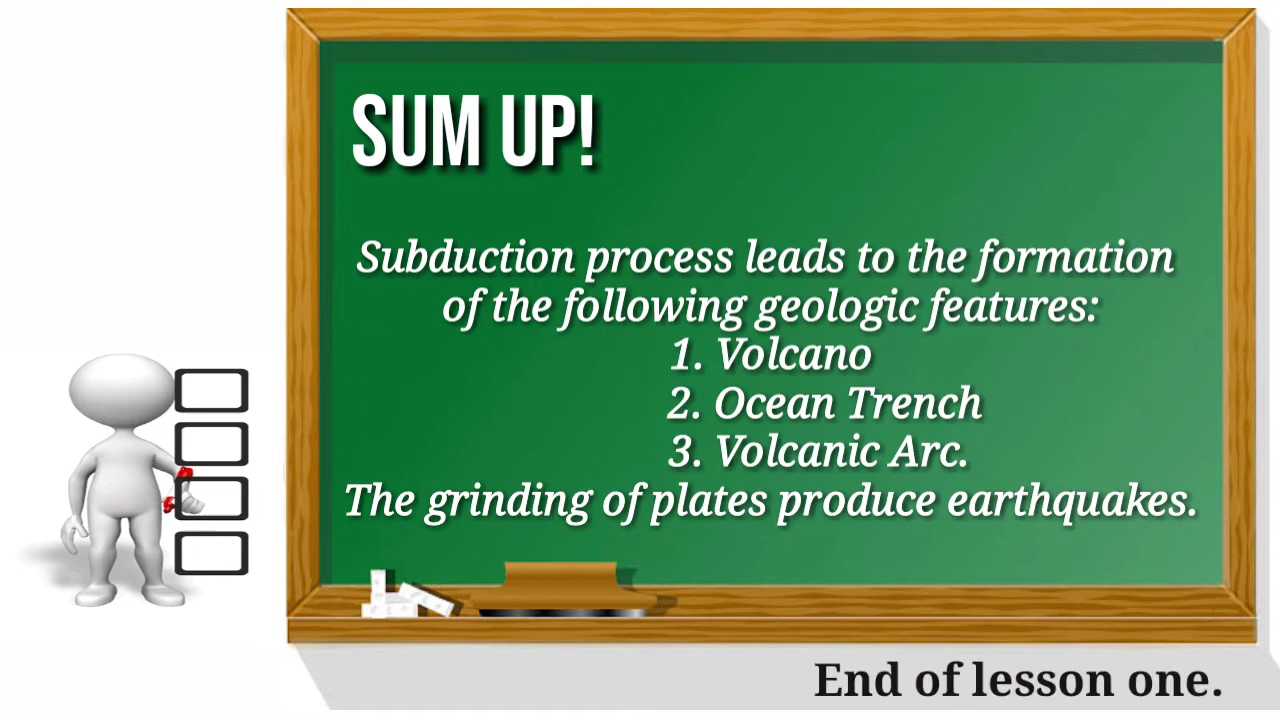 SUM UP!
Subduction process leads to the formation
of the following geologic features:
1. Volcano
2. Ocean Trench
3. Volcanic Arc.
The grinding of plates produce earthquakes.
End of lesson one.